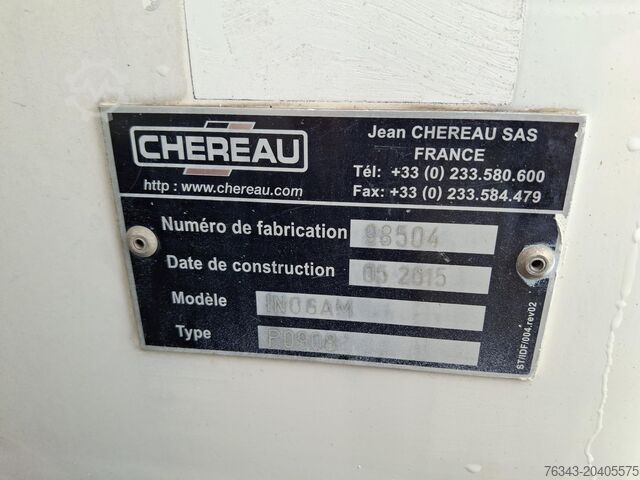 CHEREAU
http : www.chereau.com
Jean CHEREAU SAS
FRANCE
Tél: +33 (0) 233.580.600
Fax: +33 (0) 233.584.479
Numéro de fabrication 98504
Date de construction 05 2015
Modèle INOGAM
Type
ST/IDF/004.rev02
76343-20405575